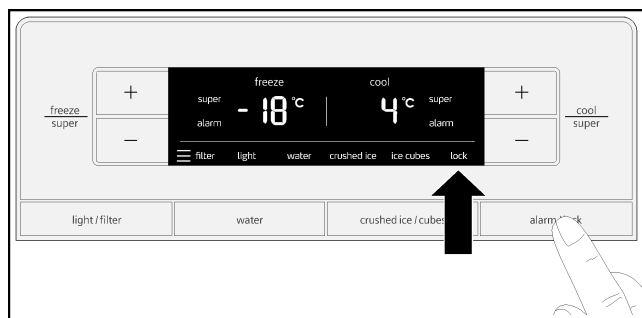 freeze
cool
super
-18°C
4°C
super
alarm
alarm
filter light water crushed ice ice cubes lock
+
−
freeze
super
+
−
cool
super
light / filter
water
crushed ice / cubes
alarm / lock